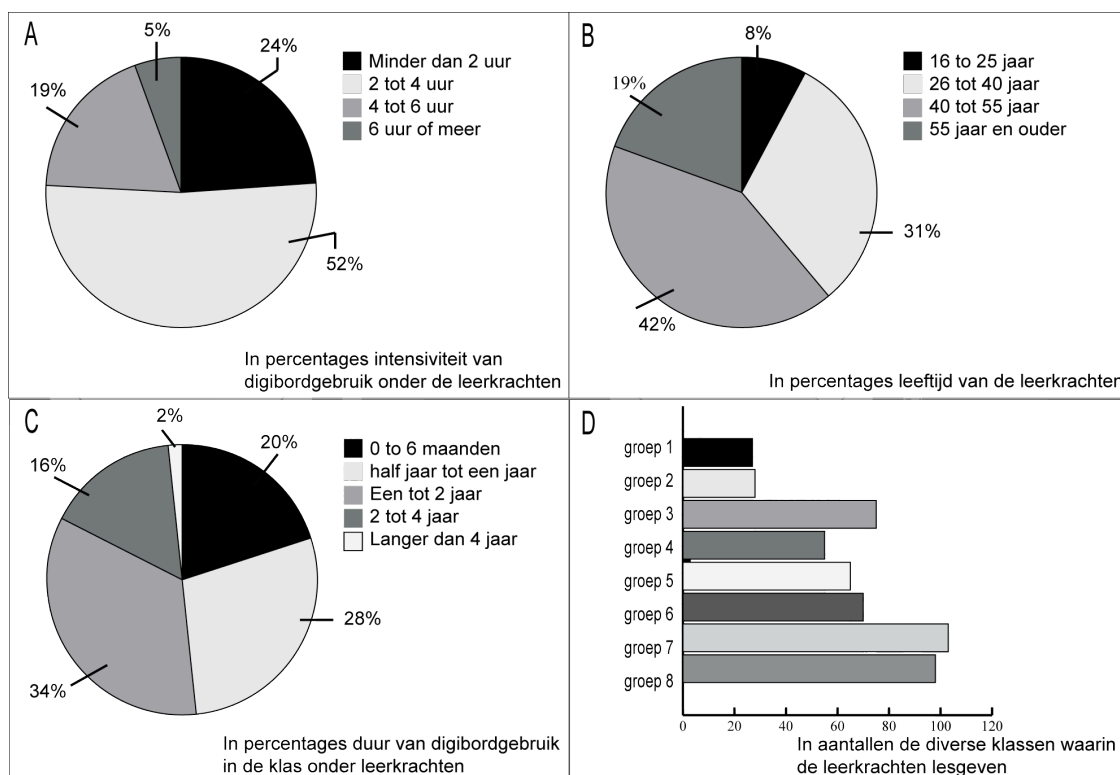 A
5%
24%
19%
52%
Minder dan 2 uur
2 tot 4 uur
4 tot 6 uur
6 uur of meer
In percentages intensiviteit van
digibordgebruik onder de leerkrachten
B
8%
19%
31%
42%
16 to 25 jaar
26 tot 40 jaar
40 tot 55 jaar
55 jaar en ouder
In percentages leeftijd van de leerkrachten
C
2%
20%
16%
28%
34%
0 to 6 maanden
half jaar tot een jaar
Een tot 2 jaar
2 tot 4 jaar
Langer dan 4 jaar
In percentages duur van digibordgebruik
in de klas onder leerkrachten
D
groep 1
groep 2
groep 3
groep 4
groep 5
groep 6
groep 7
groep 8
0 20 40 60 80 100 120
In aantallen de diverse klassen waarin
de leerkrachten lesgeven